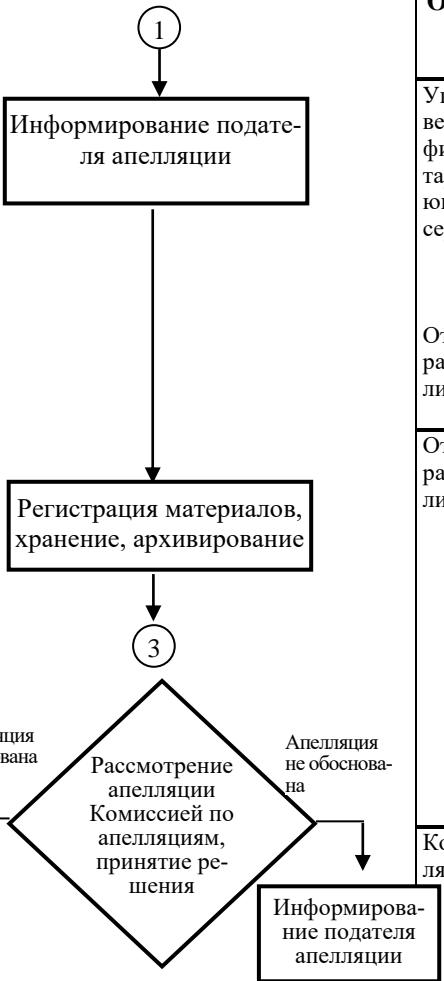 1
Информирование подате-
ля апелляции
Регистрация материалов,
хранение, архивирование
3
Апелляция
не обоснова-
на
Рассмотрение
апелляции
Комиссией по
апелляциям,
принятие ре-
шения
Информирова-
ние подателя
апелляции